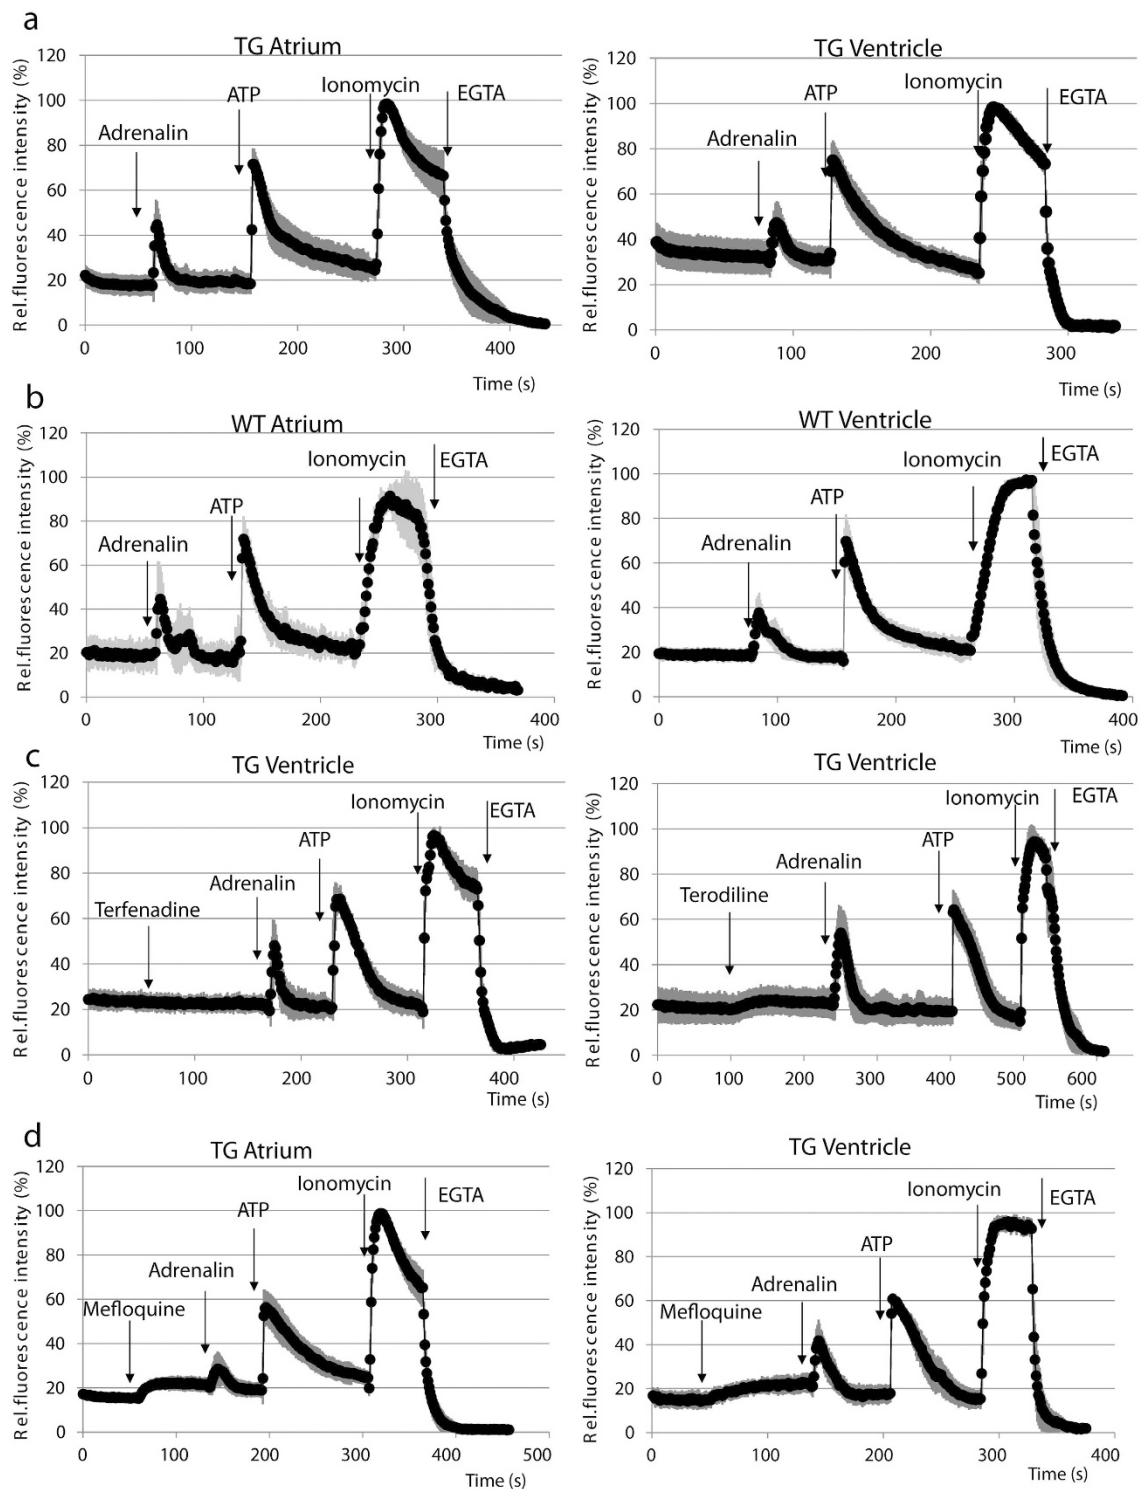 a
TG Atrium
Rel.fluorescence intensity (%)
120
100
80
60
40
20
0
Adrenalin
ATP
Ionomycin
EGTA
0 100 200 300 400
Time (s)
TG Ventricle
Rel.fluorescence intensity (%)
120
100
80
60
40
20
0
Adrenalin
ATP
Ionomycin
EGTA
0 100 200 300
Time (s)
b
WT Atrium
Rel.fluorescence intensity (%)
120
100
80
60
40
20
0
Adrenalin
ATP
Ionomycin
EGTA
0 100 200 300 400
Time (s)
WT Ventricle
Rel.fluorescence intensity (%)
120
100
80
60
40
20
0
Adrenalin
ATP
Ionomycin
EGTA
0 100 200 300 400
Time (s)
c
TG Ventricle
Rel.fluorescence intensity (%)
120
100
80
60
40
20
0
Terfenadine
Adrenalin
ATP
Ionomycin
EGTA
0 100 200 300 400
Time (s)
TG Ventricle
Rel.fluorescence intensity (%)
120
100
80
60
40
20
0
Terodiline
Adrenalin
ATP
Ionomycin
EGTA
0 100 200 300 400 500 600
Time (s)
d
TG Atrium
Rel.fluorescence intensity (%)
120
100
80
60
40
20
0
Mefloquine
Adrenalin
ATP
Ionomycin
EGTA
0 100 200 300 400 500
Time (s)
TG Ventricle
Rel.fluorescence intensity (%)
120
100
80
60
40
20
0
Mefloquine
Adrenalin
ATP
Ionomycin
EGTA
0 100 200 300 400
Time (s)